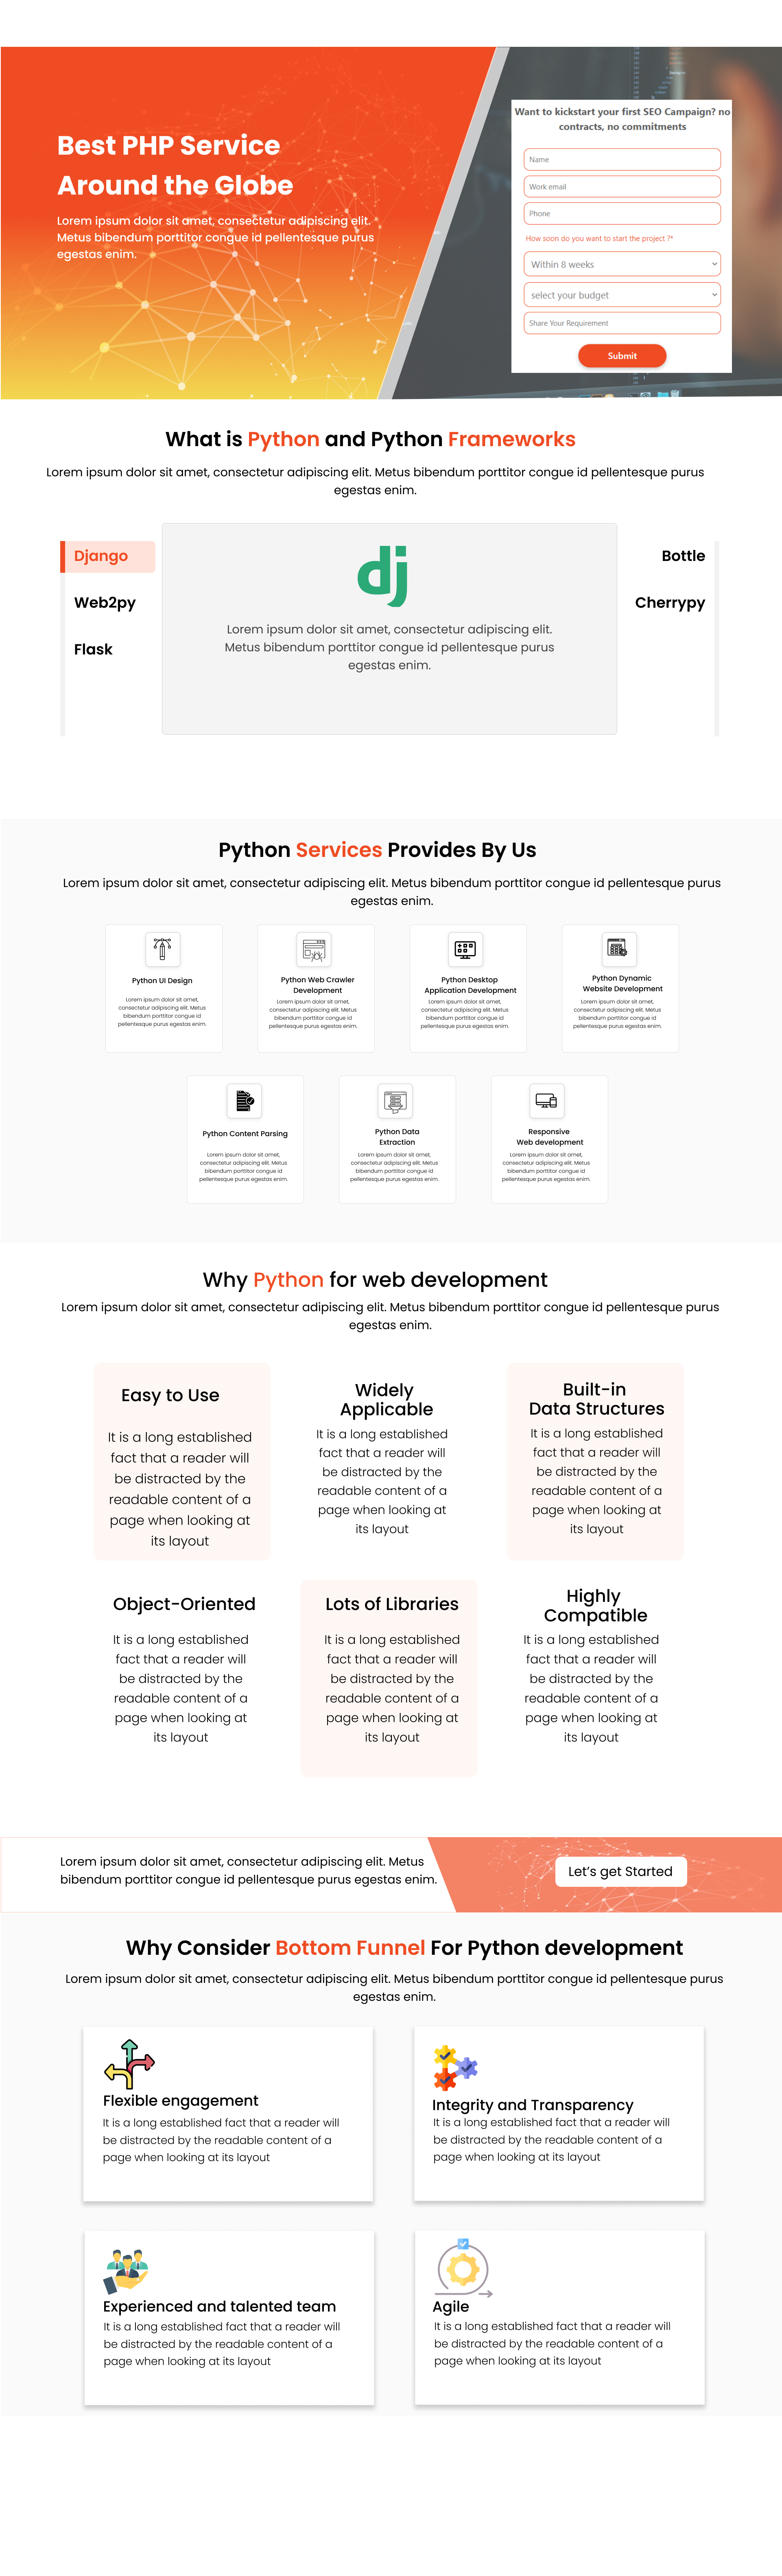 Best PHP Service
Around the Globe
Lorem ipsum dolor sit amet, consectetur adipiscing elit.
Metus bibendum porttitor congue id pellentesque purus
egestas enim.
Want to kickstart your first SEO Campaign? no
contracts, no commitments
Name
Work email
Phone
How soon do you want to start the project ?*
Within 8 weeks
select your budget
Share Your Requirement
Submit
What is Python and Python Frameworks
Lorem ipsum dolor sit amet, consectetur adipiscing elit. Metus bibendum porttitor congue id pellentesque purus
egestas enim.
Django
Web2py
Flask
dj
Lorem ipsum dolor sit amet, consectetur adipiscing elit.
Metus bibendum porttitor congue id pellentesque purus
egestas enim.
Bottle
Cherrypy
Python Services Provides By Us
Lorem ipsum dolor sit amet, consectetur adipiscing elit. Metus bibendum porttitor congue id pellentesque purus
egestas enim.
Python UI Design
Lorem ipsum dolor sit amet,
consectetur adipiscing elit. Metus
bibendum porttitor congue id
pellentesque purus egestas enim.
Python Web Crawler
Development
Lorem ipsum dolor sit amet,
consectetur adipiscing elit. Metus
bibendum porttitor congue id
pellentesque purus egestas enim.
Python Desktop
Application Development
Lorem ipsum dolor sit amet,
consectetur adipiscing elit. Metus
bibendum porttitor congue id
pellentesque purus egestas enim.
Python Dynamic
Website Development
Lorem ipsum dolor sit amet,
consectetur adipiscing elit. Metus
bibendum porttitor congue id
pellentesque purus egestas enim.
Python Content Parsing
Lorem ipsum dolor sit amet,
consectetur adipiscing elit. Metus
bibendum porttitor congue id
pellentesque purus egestas enim.
Python Data
Extraction
Lorem ipsum dolor sit amet,
consectetur adipiscing elit. Metus
bibendum porttitor congue id
pellentesque purus egestas enim.
Responsive
Web development
Lorem ipsum dolor sit amet,
consectetur adipiscing elit. Metus
bibendum porttitor congue id
pellentesque purus egestas enim.
Why Python for web development
Lorem ipsum dolor sit amet, consectetur adipiscing elit. Metus bibendum porttitor congue id pellentesque purus
egestas enim.
Easy to Use
It is a long established
fact that a reader will
be distracted by the
readable content of a
page when looking at
its layout
Widely
Applicable
It is a long established
fact that a reader will
be distracted by the
readable content of a
page when looking at
its layout
Built-in
Data Structures
It is a long established
fact that a reader will
be distracted by the
readable content of a
page when looking at
its layout
Object-Oriented
It is a long established
fact that a reader will
be distracted by the
readable content of a
page when looking at
its layout
Lots of Libraries
It is a long established
fact that a reader will
be distracted by the
readable content of a
page when looking at
its layout
Highly
Compatible
It is a long established
fact that a reader will
be distracted by the
readable content of a
page when looking at
its layout
Lorem ipsum dolor sit amet, consectetur adipiscing elit. Metus
bibendum porttitor congue id pellentesque purus egestas enim.
Let's get Started
Why Consider Bottom Funnel For Python development
Lorem ipsum dolor sit amet, consectetur adipiscing elit. Metus bibendum porttitor congue id pellentesque purus
egestas enim.
Flexible engagement
It is a long established fact that a reader will
be distracted by the readable content of a
page when looking at its layout
Integrity and Transparency
It is a long established fact that a reader will
be distracted by the readable content of a
page when looking at its layout
Experienced and talented team
It is a long established fact that a reader will
be distracted by the readable content of a
page when looking at its layout
Agile
It is a long established fact that a reader will
be distracted by the readable content of a
page when looking at its layout